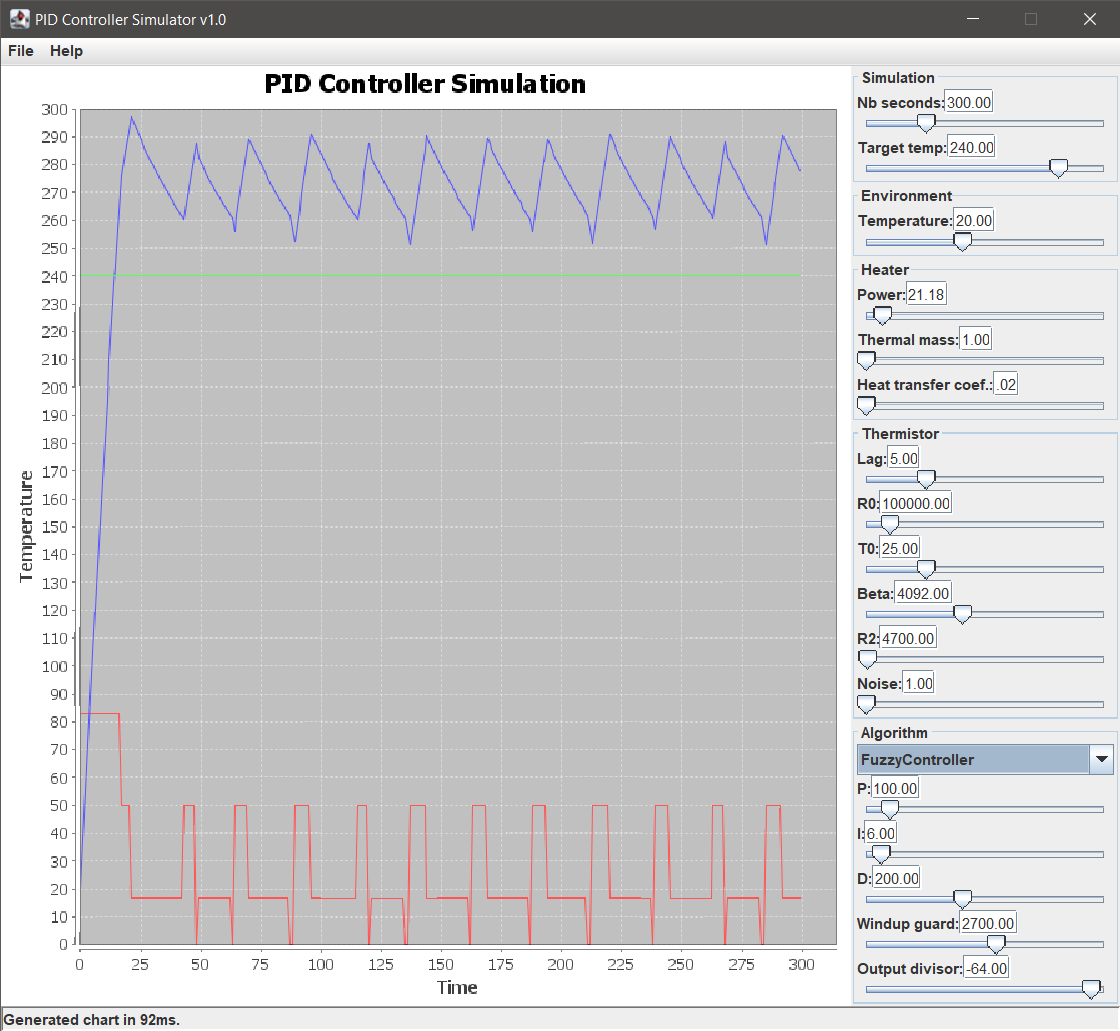 PID Controller Simulator v1.0
File Help
PID Controller Simulation
300
290
280
270
260
250
240
230
220
210
200
190
180
170
160
150
140
130
120
110
100
90
80
70
60
50
40
30
20
10
0
Temperature
0 25 50 75 100 125 150 175 200 225 250 275 300
Time
Simulation
Nb seconds: 300.00
Target temp: 240.00
Environment
Temperature: 20.00
Heater
Power: 21.18
Thermal mass: 1.00
Heat transfer coef.: .02
Thermistor
Lag: 5.00
R0: 100000.00
T0: 25.00
Beta: 4092.00
R2: 4700.00
Noise: 1.00
Algorithm
FuzzyController
P: 100.00
I: 6.00
D: 200.00
Windup guard: 2700.00
Output divisor: -64.00
Generated chart in 92ms.